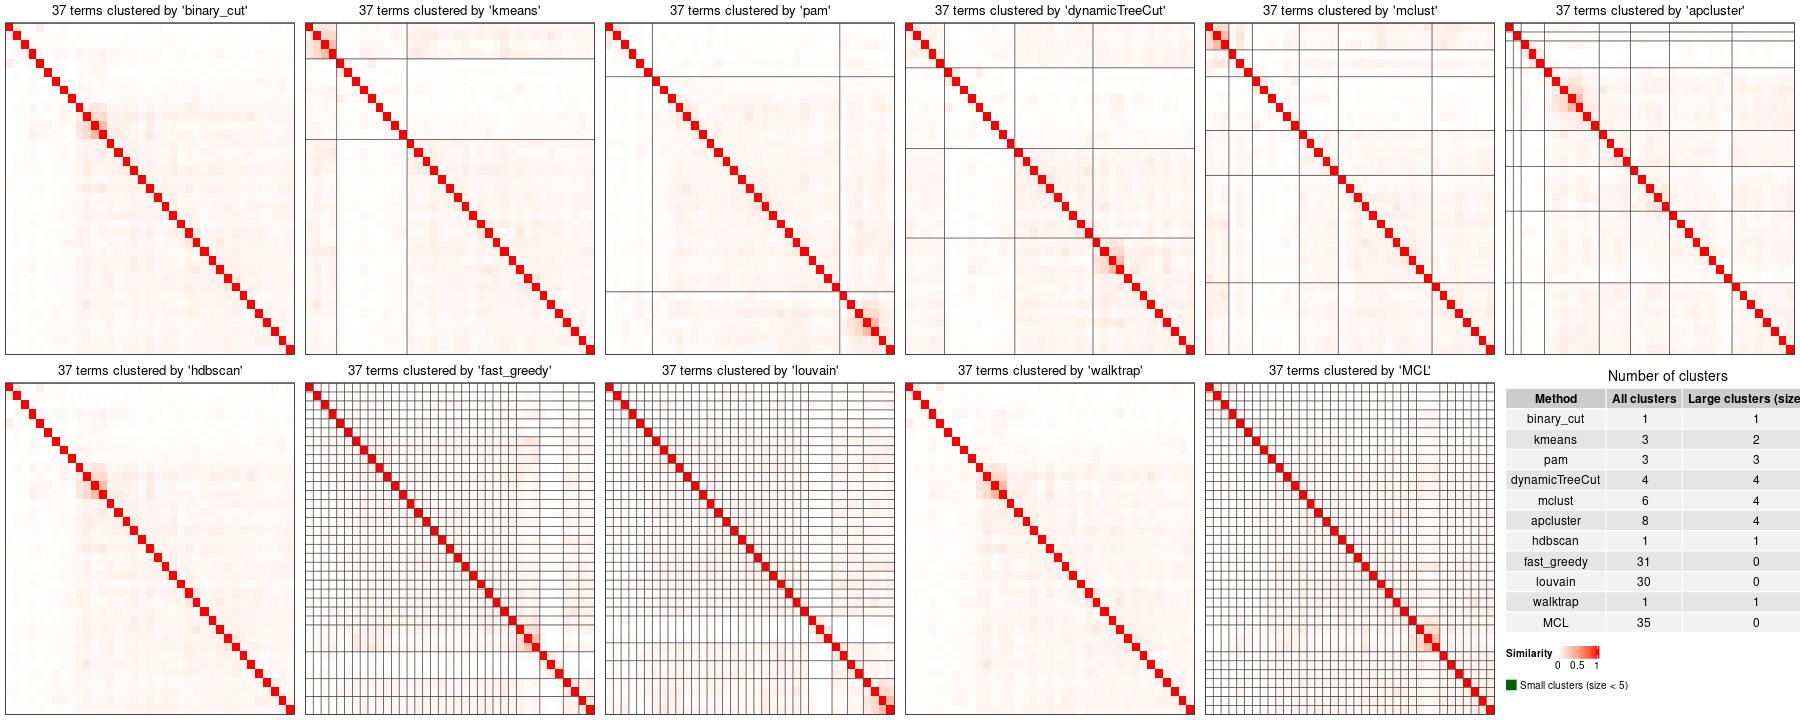 37 terms clustered by 'binary_cut'
37 terms clustered by 'kmeans'
37 terms clustered by 'pam'
37 terms clustered by 'dynamicTreeCut'
37 terms clustered by 'mclust'
37 terms clustered by 'apcluster'
37 terms clustered by 'hdbscan'
37 terms clustered by 'fast_greedy'
37 terms clustered by 'louvain'
37 terms clustered by 'walktrap'
37 terms clustered by 'MCL'
Number of clusters
Method All clusters Large clusters (size
binary_cut 1 1
kmeans 3 2
pam 3 3
dynamicTreeCut 4 4
mclust 6 4
apcluster 8 4
hdbscan 1 1
fast_greedy 31 0
louvain 30 0
walktrap 1 1
MCL 35 0
Similarity
0 0.5 1
Small clusters (size < 5)